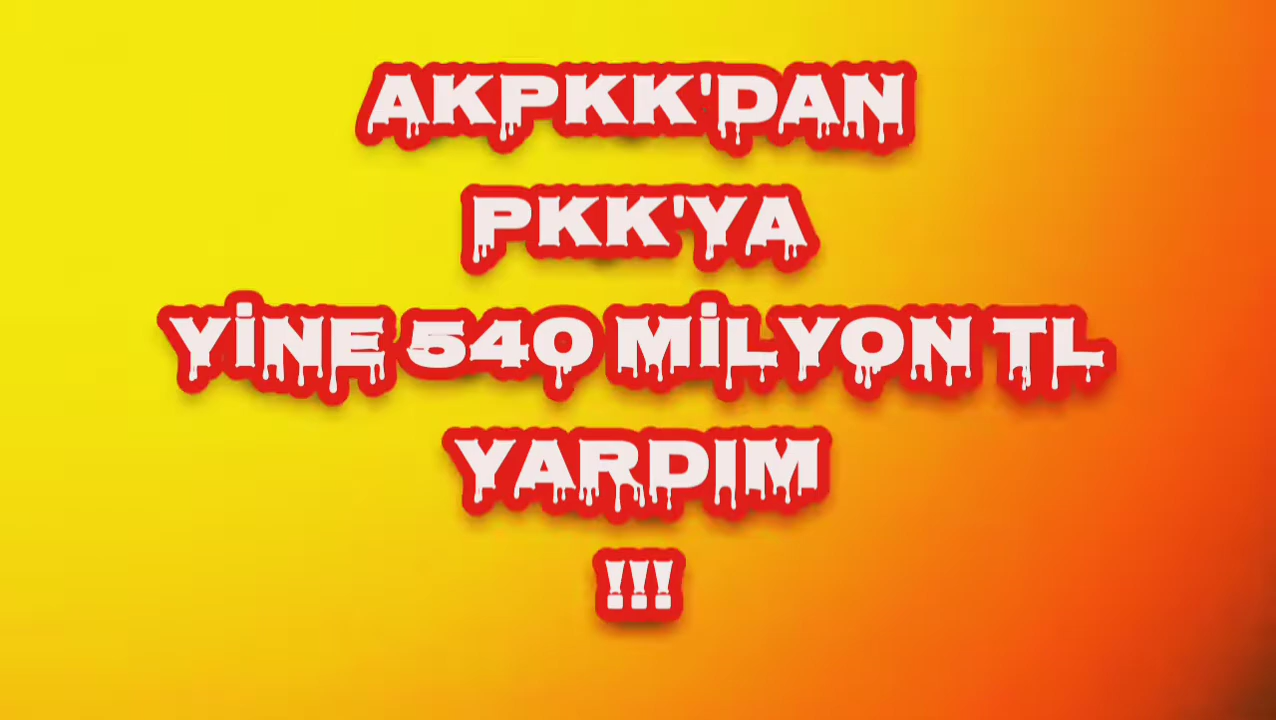 AKPKK'DAN
PKK'YA
YİNE 540 MİLYON TL
YARDIM
!!!